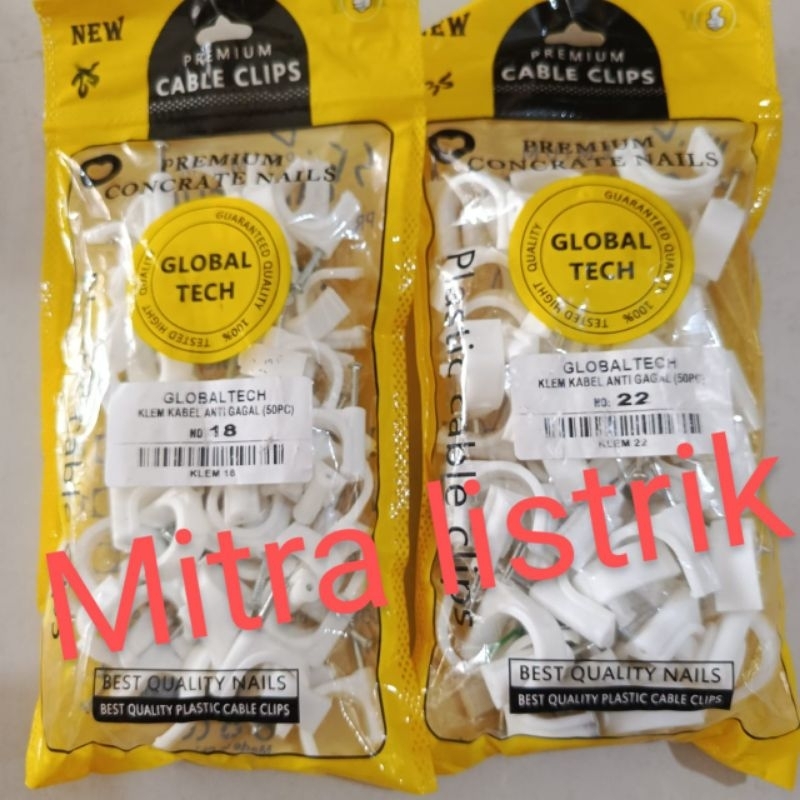 NEW
PREMIUM
CABLE CLIPS
PREMIUM
CONCRATE NAILS
GUARANTEED QUALITY
100% TESTED HIGHT QUALITY
GLOBAL
TECH
GLOBALTECH
KLEM KABEL ANTI GAGAL (50PC)
NO. 18
KLEM 18
BEST QUALITY NAILS
BEST QUALITY PLASTIC CABLE CLIPS
NEW
PREMIUM
CABLE CLIPS
PREMIUM
CONCRATE NAILS
GUARANTEED QUALITY
100% TESTED HIGHT QUALITY
GLOBAL
TECH
Plastic cable clips
GLOBALTECH
KLEM KABEL ANTI GAGAL (50PC)
NO. 22
KLEM 22
BEST QUALITY NAILS
BEST QUALITY PLASTIC CABLE CLIPS
Mitra listrik